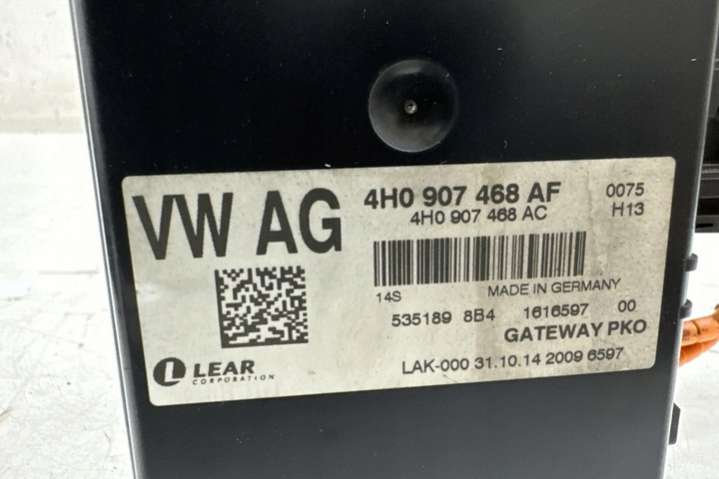 VW AG
4H0 907 468 AF 0075
4H0 907 468 AC H13
14S MADE IN GERMANY
535189 8B4 1616597 00
GATEWAY PKO
LEAR
CORPORATION
LAK-000 31.10.14 2009 6597